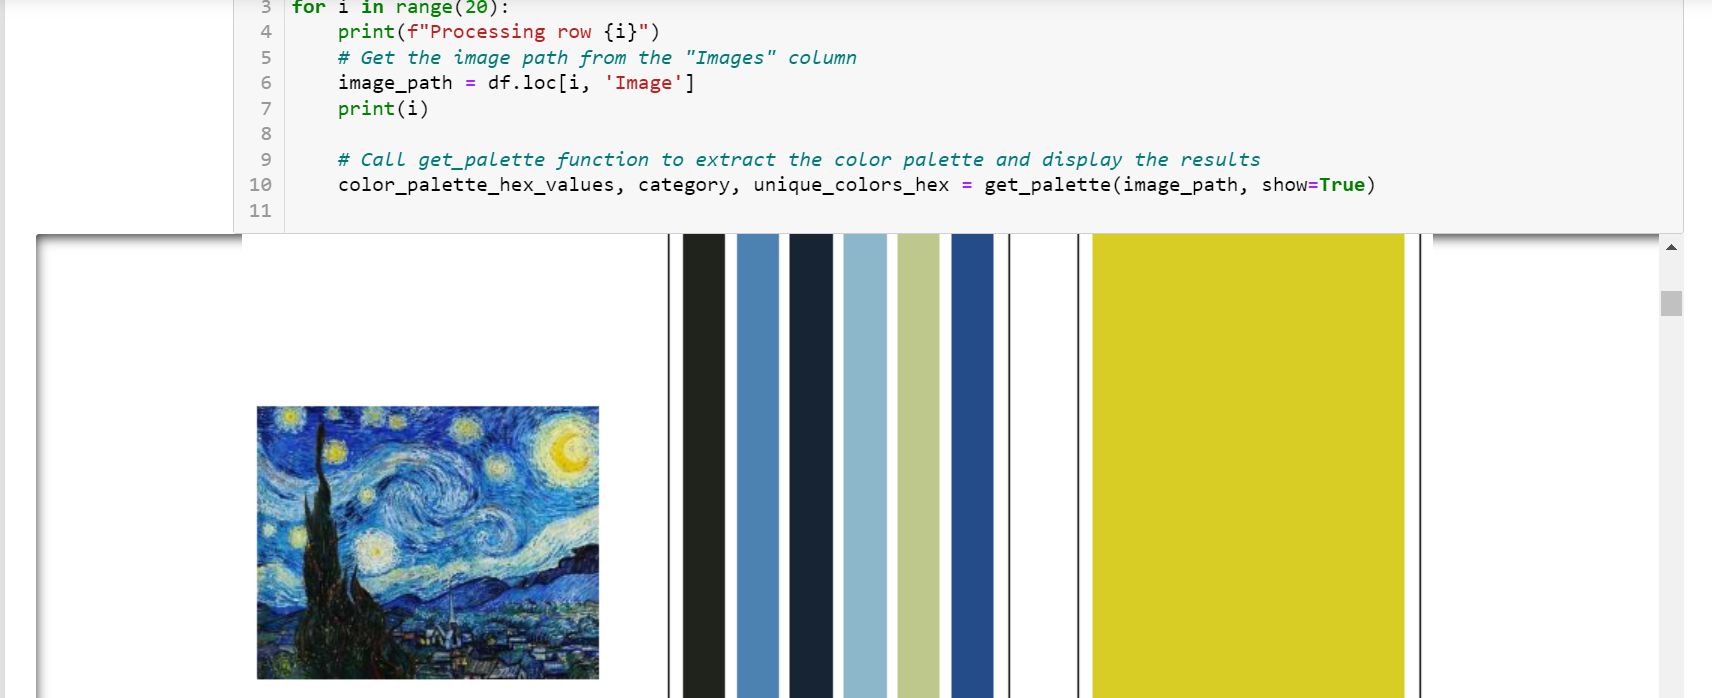 3 for i in range(20):
4 print(f"Processing row {i}")
5 # Get the image path from the "Images" column
6 image_path = df.loc[i, 'Image']
7 print(i)
8
9 # Call get_palette function to extract the color palette and display the results
10 color_palette_hex_values, category, unique_colors_hex = get_palette(image_path, show=True)
11